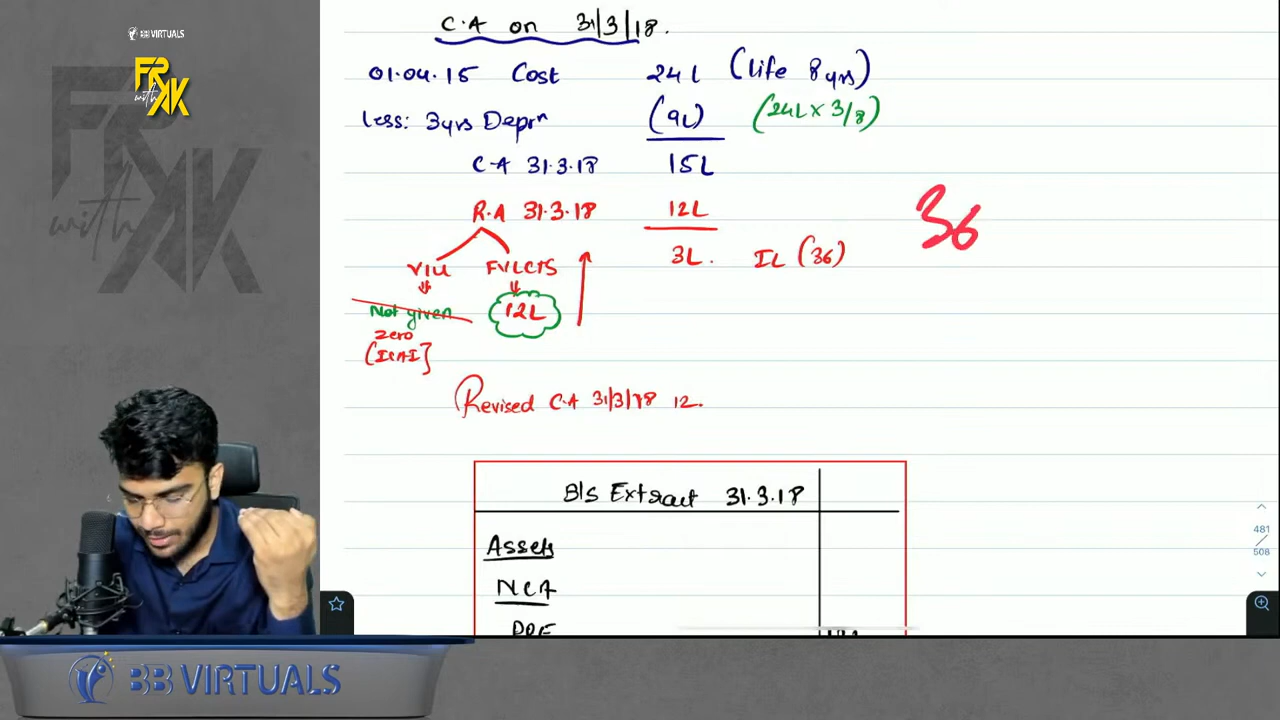 BB VIRTUALS
FR
with
AK
C.A on 31/3/18.
01.04.15 Cost 24L (life 8yrs)
Less: 3yrs Deprn (9L) (24L x 3/8)
C.A 31.3.18 15L
R.A 31.3.18 12L
3L. IL (36)
36
VIU FVLCTS
Not given 12L
Zero
(ICAI]
Revised C.A 31/3/18 12.
B/S Extract 31.3.18
Assets
NCA
PPE
481
/
508
BB VIRTUALS